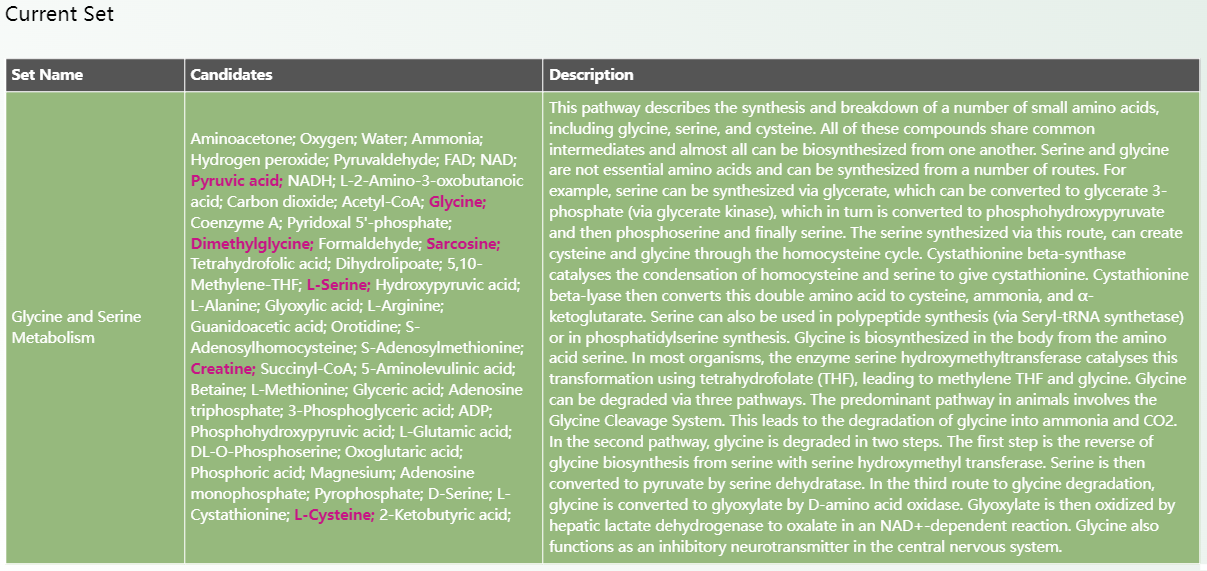 Current Set
Set Name
Candidates
Description
Glycine and Serine
Metabolism
Aminoacetone; Oxygen; Water; Ammonia;
Hydrogen peroxide; Pyruvaldehyde; FAD; NAD;
Pyruvic acid; NADH; L-2-Amino-3-oxobutanoic
acid; Carbon dioxide; Acetyl-CoA; Glycine;
Coenzyme A; Pyridoxal 5'-phosphate;
Dimethylglycine; Formaldehyde; Sarcosine;
Tetrahydrofolic acid; Dihydrolipoate; 5,10-
Methylene-THF; L-Serine; Hydroxypyruvic acid;
L-Alanine; Glyoxylic acid; L-Arginine;
Guanidoacetic acid; Orotidine; S-
Adenosylhomocysteine; S-Adenosylmethionine;
Creatine; Succinyl-CoA; 5-Aminolevulinic acid;
Betaine; L-Methionine; Glyceric acid; Adenosine
triphosphate; 3-Phosphoglyceric acid; ADP;
Phosphohydroxypyruvic acid; L-Glutamic acid;
DL-O-Phosphoserine; Oxoglutaric acid;
Phosphoric acid; Magnesium; Adenosine
monophosphate; Pyrophosphate; D-Serine; L-
Cystathionine; L-Cysteine; 2-Ketobutyric acid;
This pathway describes the synthesis and breakdown of a number of small amino acids,
including glycine, serine, and cysteine. All of these compounds share common
intermediates and almost all can be biosynthesized from one another. Serine and glycine
are not essential amino acids and can be synthesized from a number of routes. For
example, serine can be synthesized via glycerate, which can be converted to glycerate 3-
phosphate (via glycerate kinase), which in turn is converted to phosphohydroxypyruvate
and then phosphoserine and finally serine. The serine synthesized via this route, can create
cysteine and glycine through the homocysteine cycle. Cystathionine beta-synthase
catalyses the condensation of homocysteine and serine to give cystathionine. Cystathionine
beta-lyase then converts this double amino acid to cysteine, ammonia, and α-
ketoglutarate. Serine can also be used in polypeptide synthesis (via Seryl-tRNA synthetase)
or in phosphatidylserine synthesis. Glycine is biosynthesized in the body from the amino
acid serine. In most organisms, the enzyme serine hydroxymethyltransferase catalyses this
transformation using tetrahydrofolate (THF), leading to methylene THF and glycine. Glycine
can be degraded via three pathways. The predominant pathway in animals involves the
Glycine Cleavage System. This leads to the degradation of glycine into ammonia and CO2.
In the second pathway, glycine is degraded in two steps. The first step is the reverse of
glycine biosynthesis from serine with serine hydroxymethyl transferase. Serine is then
converted to pyruvate by serine dehydratase. In the third route to glycine degradation,
glycine is converted to glyoxylate by D-amino acid oxidase. Glyoxylate is then oxidized by
hepatic lactate dehydrogenase to oxalate in an NAD+-dependent reaction. Glycine also
functions as an inhibitory neurotransmitter in the central nervous system.